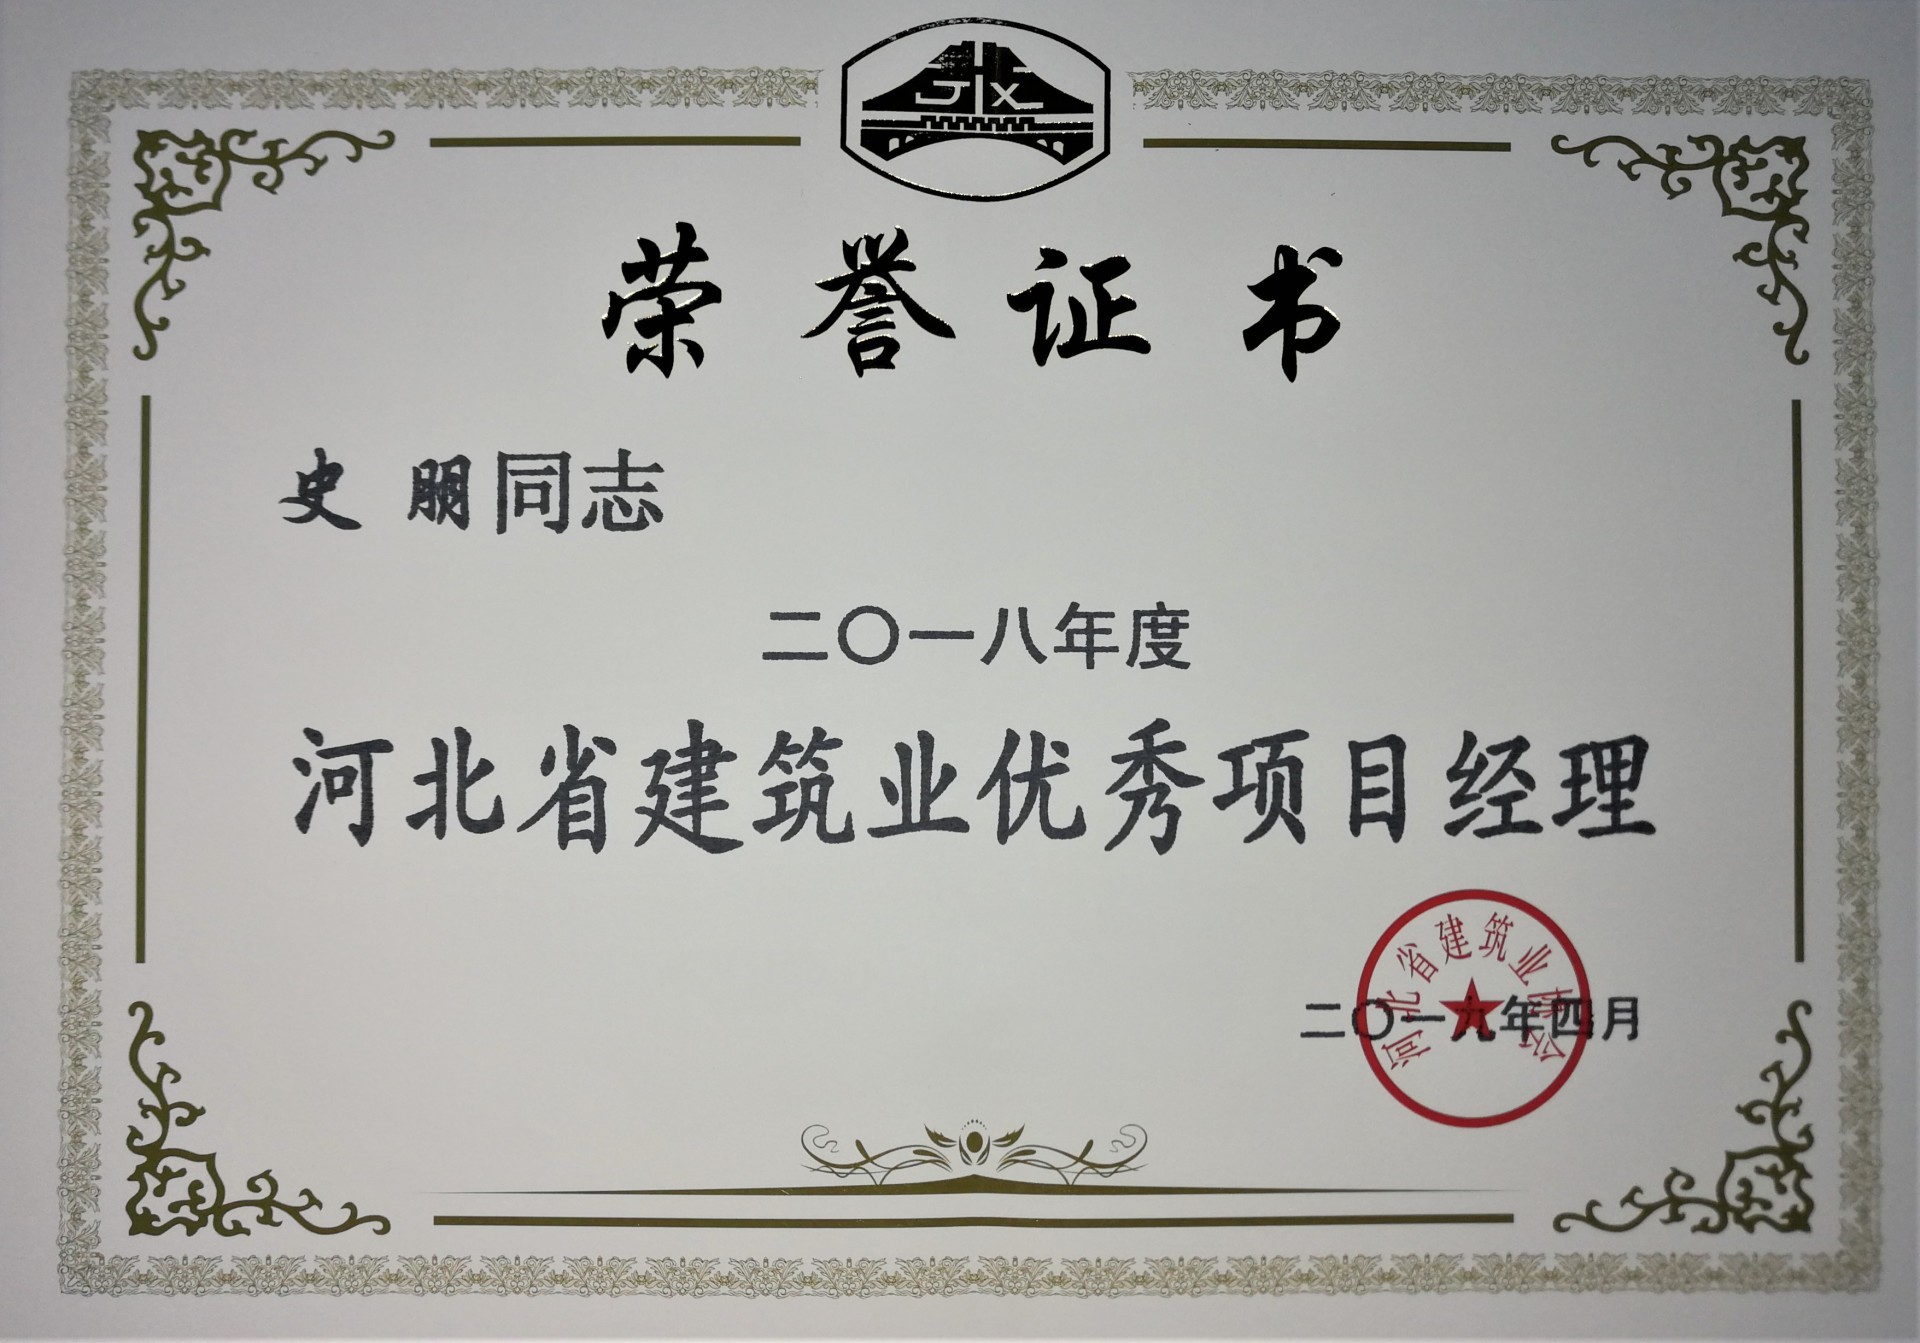 荣誉证书
史朋同志
二〇一八年度
河北省建筑业优秀项目经理
河北省建筑业协会
二〇一九年四月